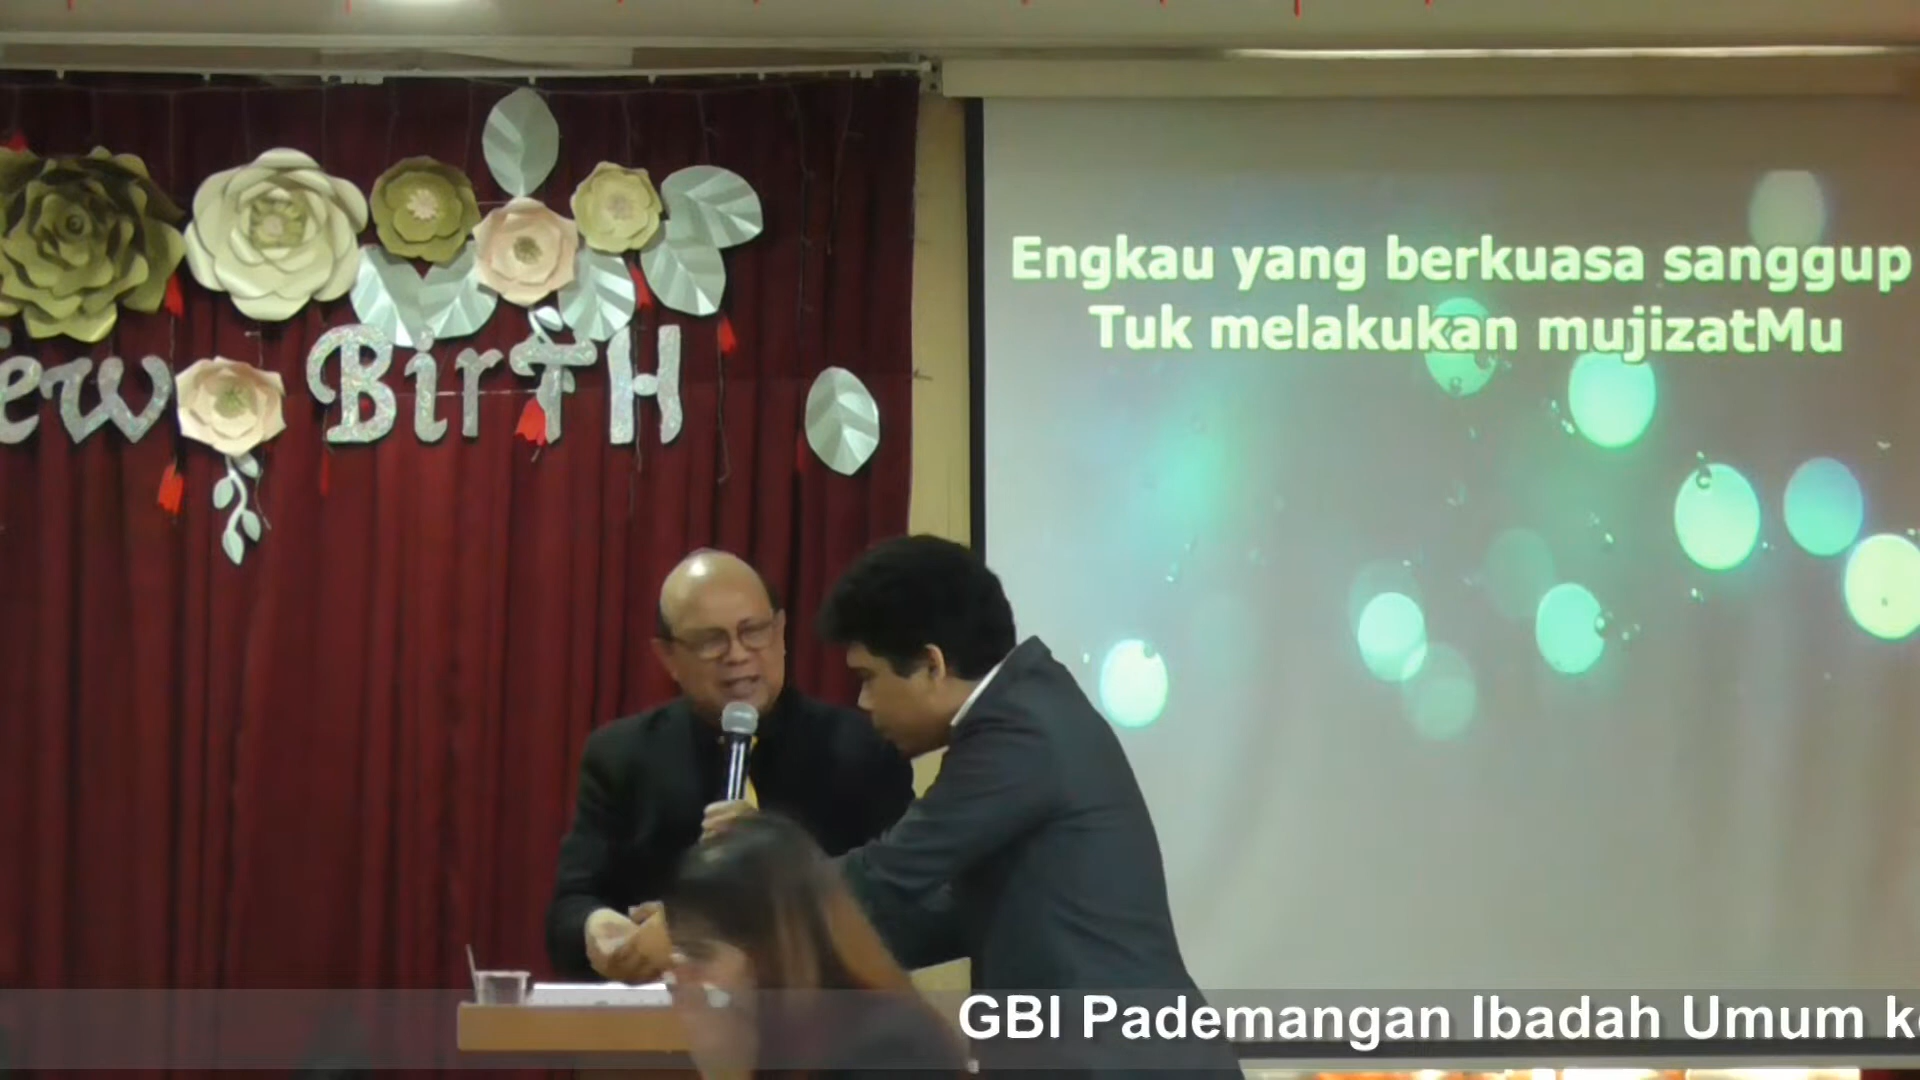 ew BirTH
Engkau yang berkuasa sanggup
Tuk melakukan mujizatMu
GBI Pademangan Ibadah Umum k